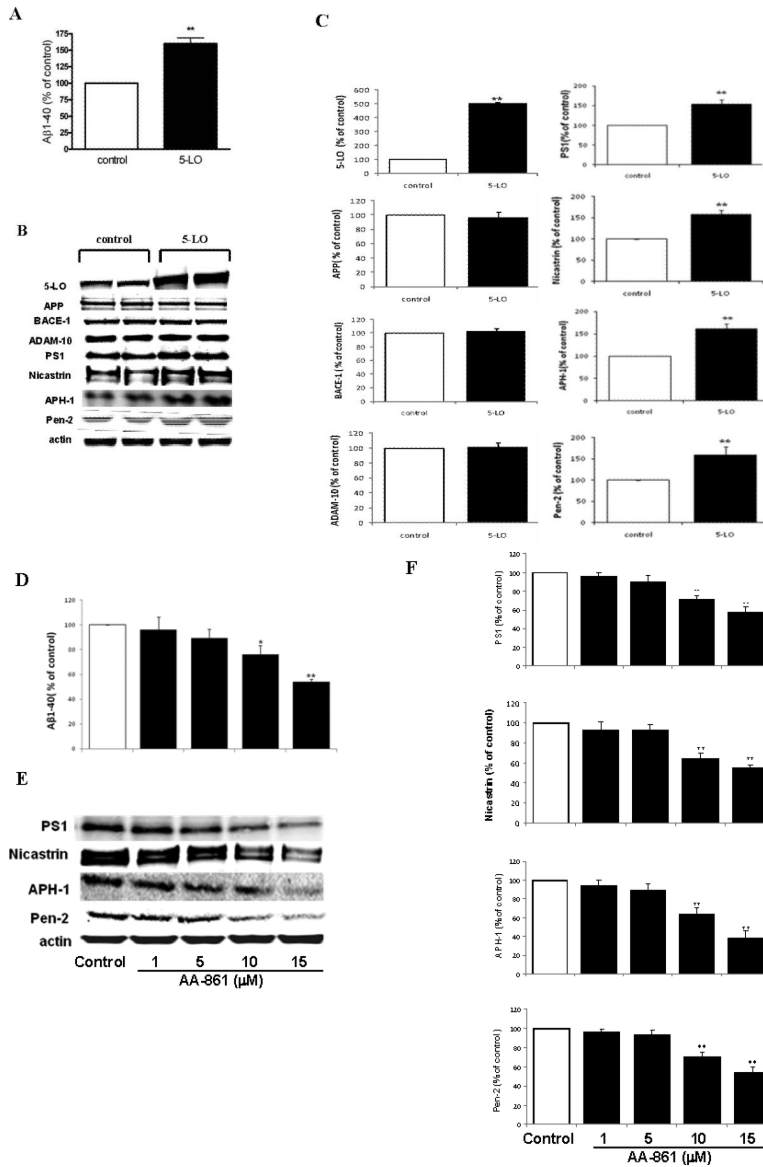 A
Aβ1-40 (% of control)
175
150
125
100
75
50
25
0
**
control
5-LO
B
control
5-LO
5-LO
APP
BACE-1
ADAM-10
PS1
Nicastrin
APH-1
Pen-2
actin
C
5-LO (% of control)
600
500
400
300
200
100
0
**
control
5-LO
PS1(% of control)
200
150
100
50
0
**
control
5-LO
APP( % of control)
120
100
80
60
40
20
0
control
5-LO
Nicastrin (% of control)
200
150
100
50
0
**
control
5-LO
BACE-1 ( % of control)
120
100
80
60
40
20
0
control
5-LO
APH-1(% of control)
200
150
100
50
0
**
control
5-LO
ADAM-10 (% of control)
120
100
80
60
40
20
0
control
5-LO
Pen-2 (% of control)
200
150
100
50
0
**
control
5-LO
D
Aβ1-40( % of control)
120
100
80
60
40
20
0
*
**
E
PS1
Nicastrin
APH-1
Pen-2
actin
Control
1
5
10
15
AA-861 (μM)
F
PS1 (% of control)
120
100
80
60
40
20
0
**
**
Nicastrin (% of control)
120
100
80
60
40
20
0
**
**
APH-1 (% of control)
120
100
80
60
40
20
0
**
**
Pen-2 (% of control)
120
100
80
60
40
20
0
**
**
Control
1
5
10
15
AA-861 (μM)